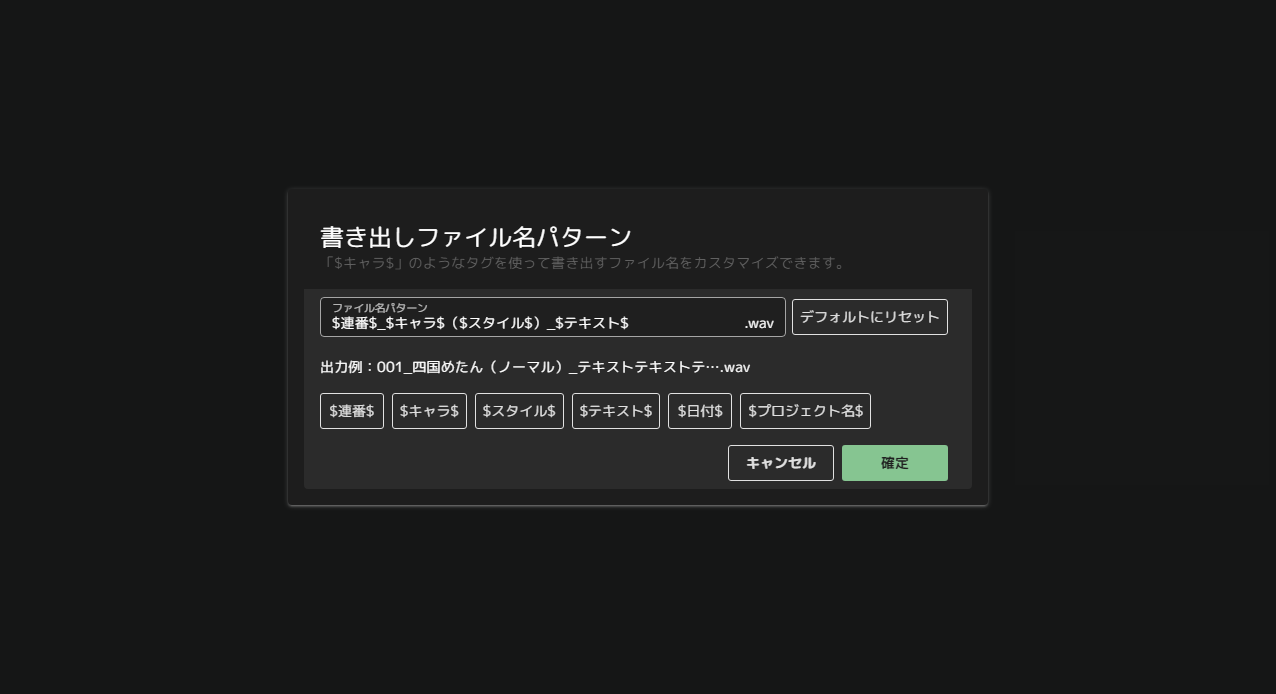 書き出しファイル名パターン
「$キャラ$」のようなタグを使って書き出すファイル名をカスタマイズできます。
ファイル名パターン
$連番$_$キャラ$（$スタイル$）_$テキスト$ .wav デフォルトにリセット
出力例：001_四国めたん（ノーマル）_テキストテキストテ….wav
$連番$ $キャラ$ $スタイル$ $テキスト$ $日付$ $プロジェクト名$
キャンセル 確定